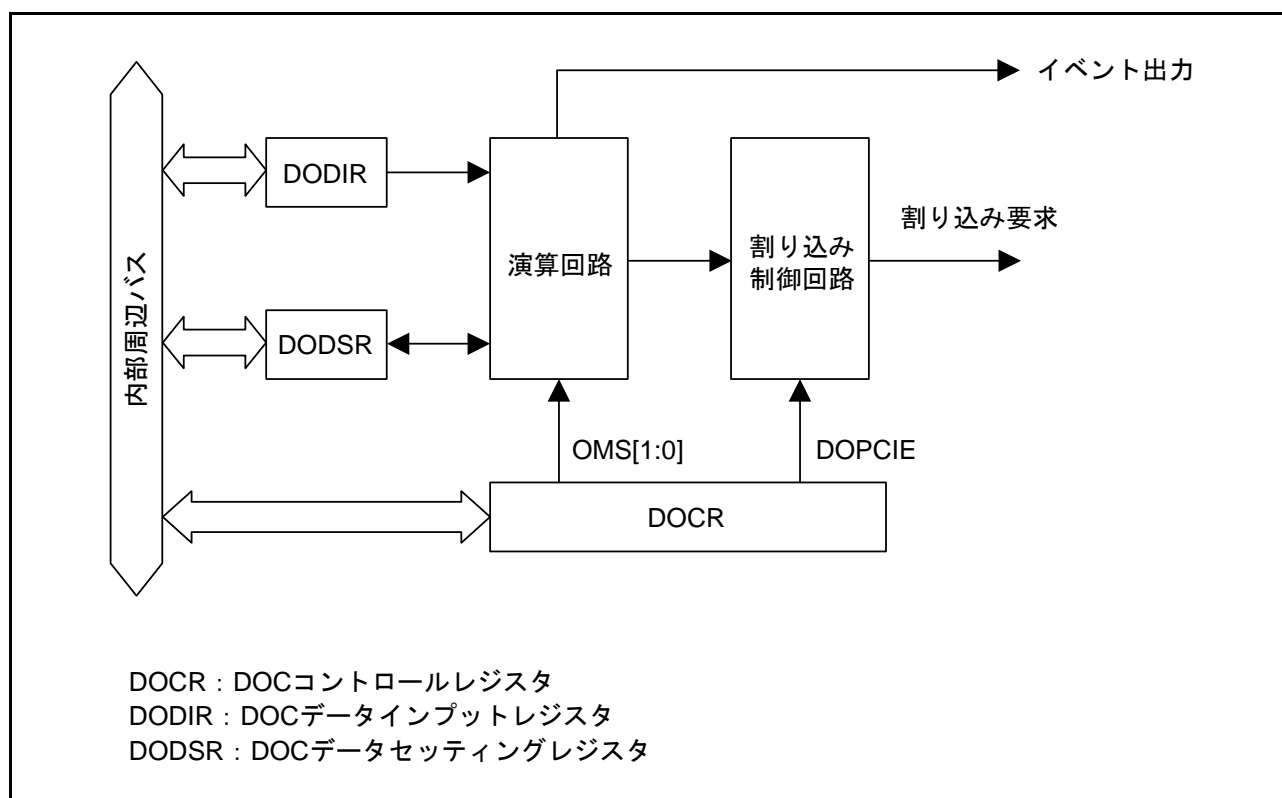 イベント出力
DODIR
割り込み要求
演算回路
割り込み
制御回路
内部周辺バス
DODSR
OMS[1:0]
DOPCIE
DOCR
DOCR：DOCコントロールレジスタ
DODIR：DOCデータインプットレジスタ
DODSR：DOCデータセッティングレジスタ